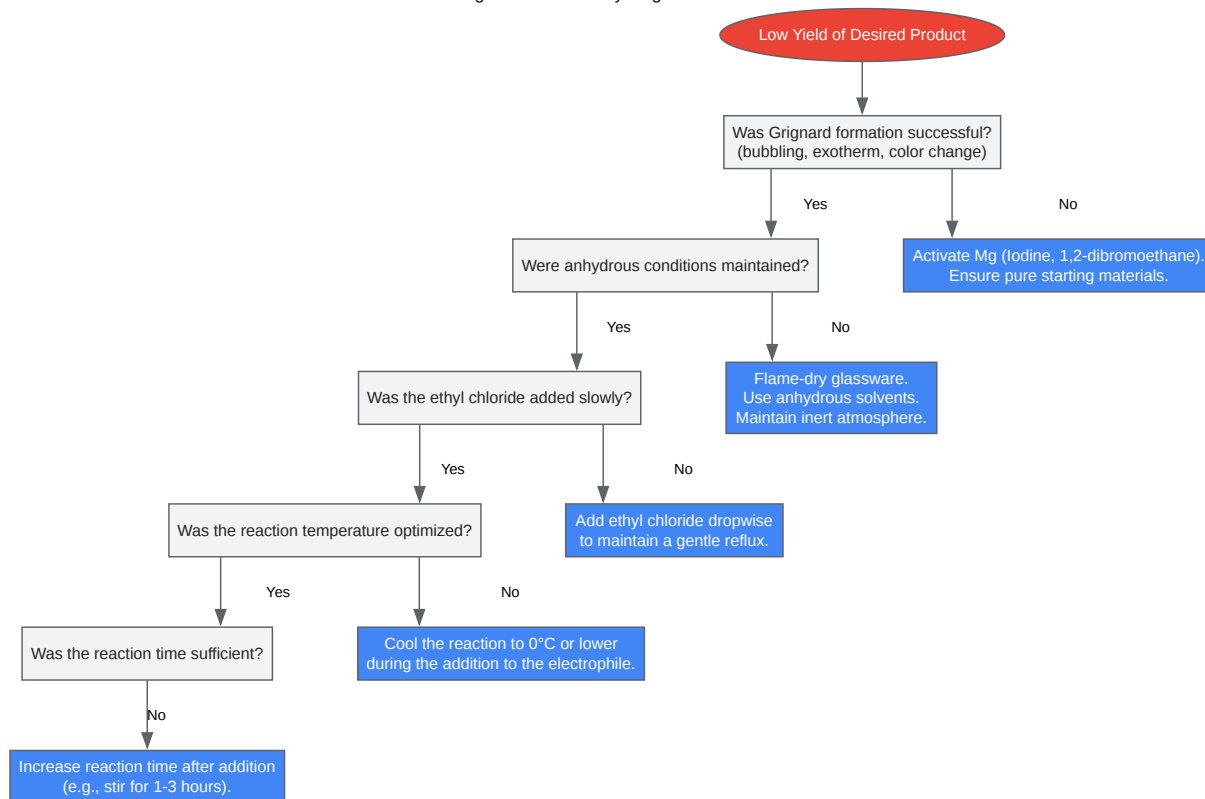 Low Yield of Desired Product
Was Grignard formation successful?
(bubbling, exotherm, color change)
Yes
No
Were anhydrous conditions maintained?
Activate Mg (Iodine, 1,2-dibromoethane).
Ensure pure starting materials.
Yes
No
Was the ethyl chloride added slowly?
Flame-dry glassware.
Use anhydrous solvents.
Maintain inert atmosphere.
Yes
No
Was the reaction temperature optimized?
Add ethyl chloride dropwise
to maintain a gentle reflux.
Yes
No
Was the reaction time sufficient?
Cool the reaction to 0°C or lower
during the addition to the electrophile.
No
Increase reaction time after addition
(e.g., stir for 1-3 hours).